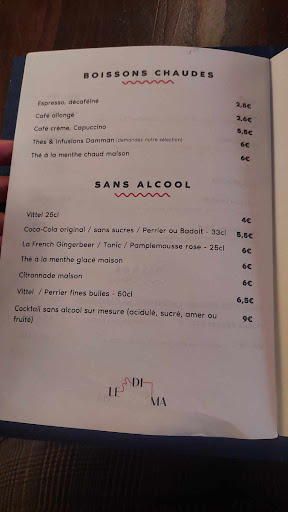 BOISSONS CHAUDES
Espresso, décaféiné 2,6€
Café allongé 2,6€
Café crème, Capuccino 5,5€
Thés & Infusions Damman (demandez notre sélection) 6€
Thé à la menthe chaud maison 6€
SANS ALCOOL
Vittel 25cl 4€
Coca-Cola original / sans sucres / Perrier ou Badoit - 33cl 5,5€
La French Gingerbeer / Tonic / Pamplemousse rose - 25cl 6€
Thé à la menthe glacé maison 6€
Citronnade maison 6€
Vittel / Perrier fines bulles - 50cl 6,5€
Cocktail sans alcool sur mesure (acidulé, sucré, amer ou 9€
fruité)
LE DI MA